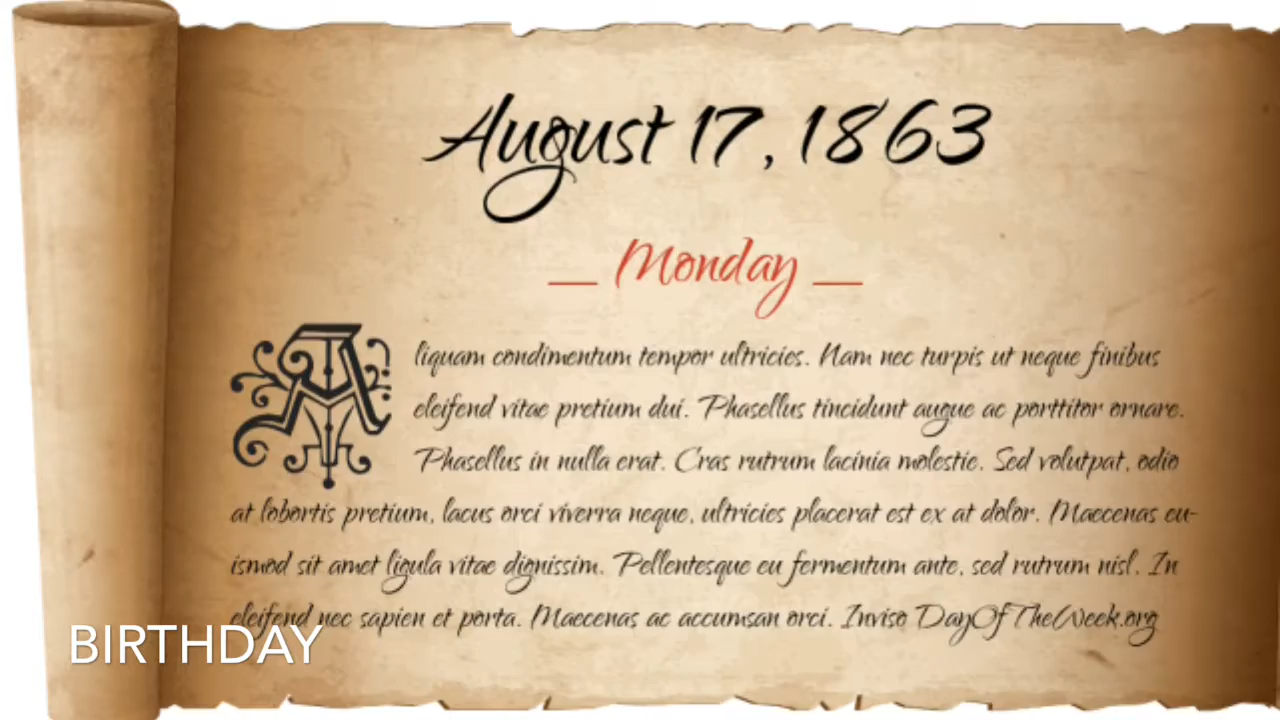 August 17, 1863
— Monday —
Aliquam condimentum tempor ultricies. Nam nec turpis ut neque finibus
eleifend vitae pretium dui. Phasellus tincidunt augue ac porttitor ornare.
Phasellus in nulla erat. Cras rutrum lacinia molestie. Sed volutpat, odio
at lobortis pretium, lacus orci viverra neque, ultricies placerat est ex at dolor. Maecenas eu-
ismod sit amet ligula vitae dignissim. Pellentesque eu fermentum ante, sed rutrum nisl. In
eleifend nec sapien et porta. Maecenas ac accumsan orci. Inviso DayOfTheWeek.org
BIRTHDAY